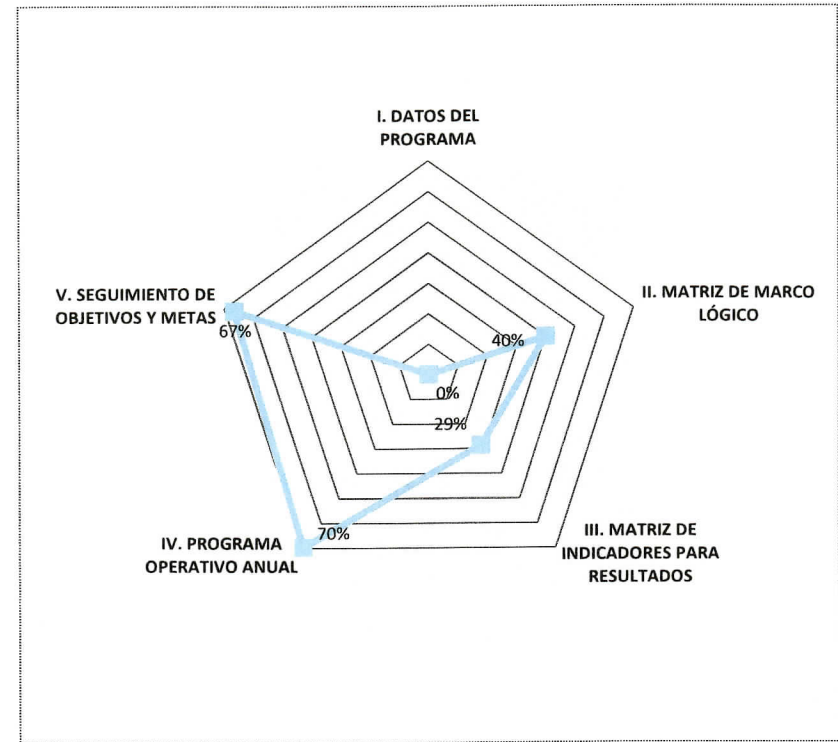 I. DATOS DEL
PROGRAMA
II. MATRIZ DE MARCO
LÓGICO
40%
V. SEGUIMIENTO DE
OBJETIVOS Y METAS
67%
0%
29%
III. MATRIZ DE
INDICADORES PARA
RESULTADOS
70%
IV. PROGRAMA
OPERATIVO ANUAL